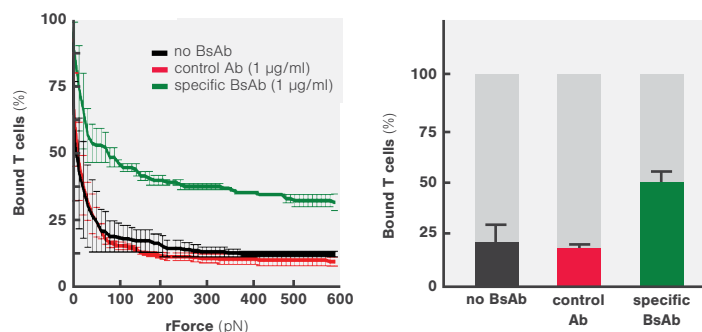 100
75
50
25
0
Bound T cells (%)
no BsAb
control Ab (1 µg/ml)
specific BsAb (1 µg/ml)
0 100 200 300 400 500 600
rForce (pN)
100
75
50
25
0
Bound T cells (%)
no BsAb
control
Ab
specific
BsAb